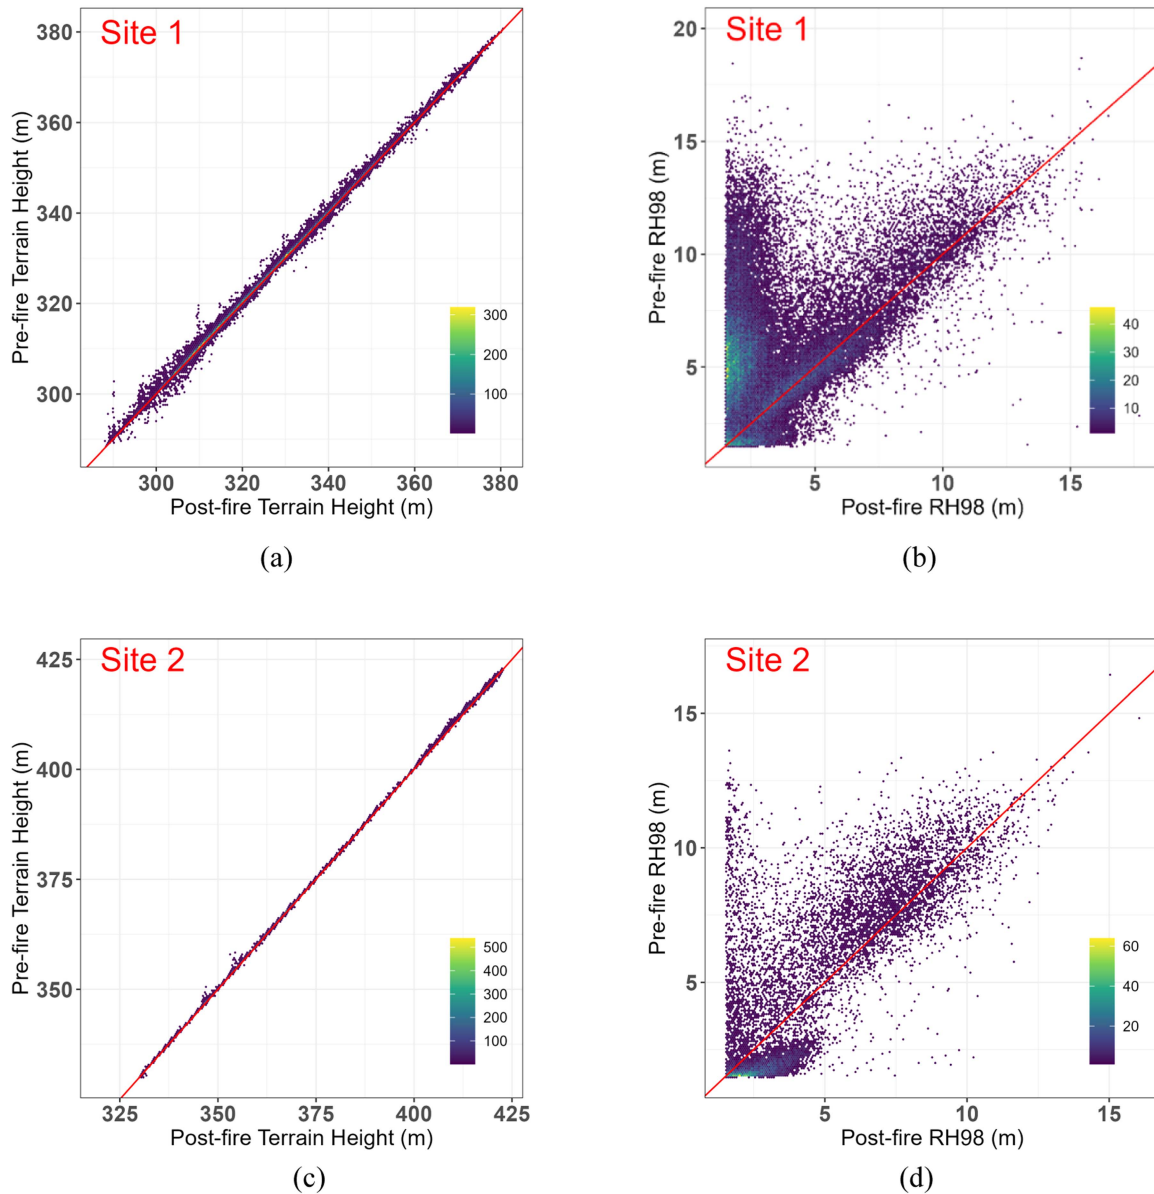 Site 1
380
360
340
320
300
Pre-fire Terrain Height (m)
300
200
100
300 320 340 360 380
Post-fire Terrain Height (m)
(a)
Site 1
20
15
10
5
Pre-fire RH98 (m)
40
30
20
10
5 10 15
Post-fire RH98 (m)
(b)
Site 2
425
400
375
350
Pre-fire Terrain Height (m)
500
400
300
200
100
325 350 375 400 425
Post-fire Terrain Height (m)
(c)
Site 2
15
10
5
Pre-fire RH98 (m)
60
40
20
5 10 15
Post-fire RH98 (m)
(d)